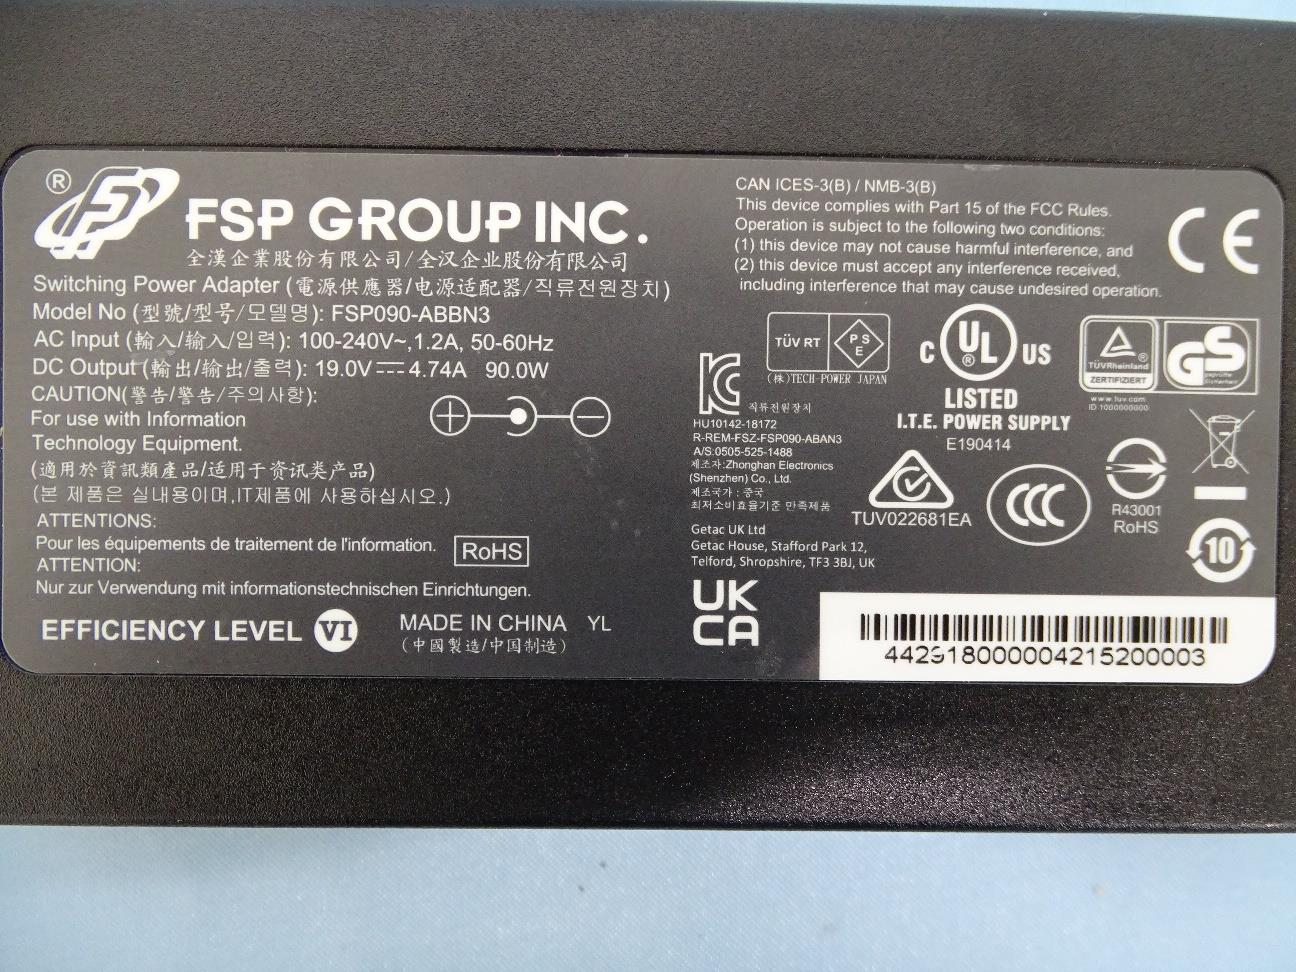 ®
FSP GROUP INC.
全漢企業股份有限公司/全汉企业股份有限公司
Switching Power Adapter (電源供應器/电源适配器/직류전원장치)
Model No (型號/型号/모델명): FSP090-ABBN3
AC Input (輸入/输入/입력): 100-240V~,1.2A, 50-60Hz
DC Output (輸出/输出/출력): 19.0V⎓4.74A 90.0W
CAUTION(警告/警告/주의사항):
For use with Information
Technology Equipment.
(適用於資訊類產品/适用于资讯类产品)
(본 제품은 실내용이며,IT제품에 사용하십시오.)
ATTENTIONS:
Pour les équipements de traitement de l'information.
RoHS
ATTENTION:
Nur zur Verwendung mit informationstechnischen Einrichtungen.
EFFICIENCY LEVEL VI
MADE IN CHINA YL
(中國製造/中国制造)
CAN ICES-3(B) / NMB-3(B)
This device complies with Part 15 of the FCC Rules.
Operation is subject to the following two conditions:
(1) this device may not cause harmful interference, and
(2) this device must accept any interference received,
including interference that may cause undesired operation.
CE
TÜV RT
PSE
(株)TECH-POWER JAPAN
C UL US
®
LISTED
I.T.E. POWER SUPPLY
E190414
TÜVRheinland
ZERTIFIZIERT
GS
geprüfte
Sicherheit
www.tuv.com
ID 1000000000
직류전원장치
HU10142-18172
R-REM-FSZ-FSP090-ABAN3
A/S:0505-525-1488
제조자:Zhonghan Electronics
(Shenzhen) Co., Ltd.
제조국가 : 중국
최저소비효율기준 만족제품
TUV022681EA
CCC
R43001
RoHS
10
Getac UK Ltd
Getac House, Stafford Park 12,
Telford, Shropshire, TF3 3BJ, UK
UK
CA
4429180000004215200003